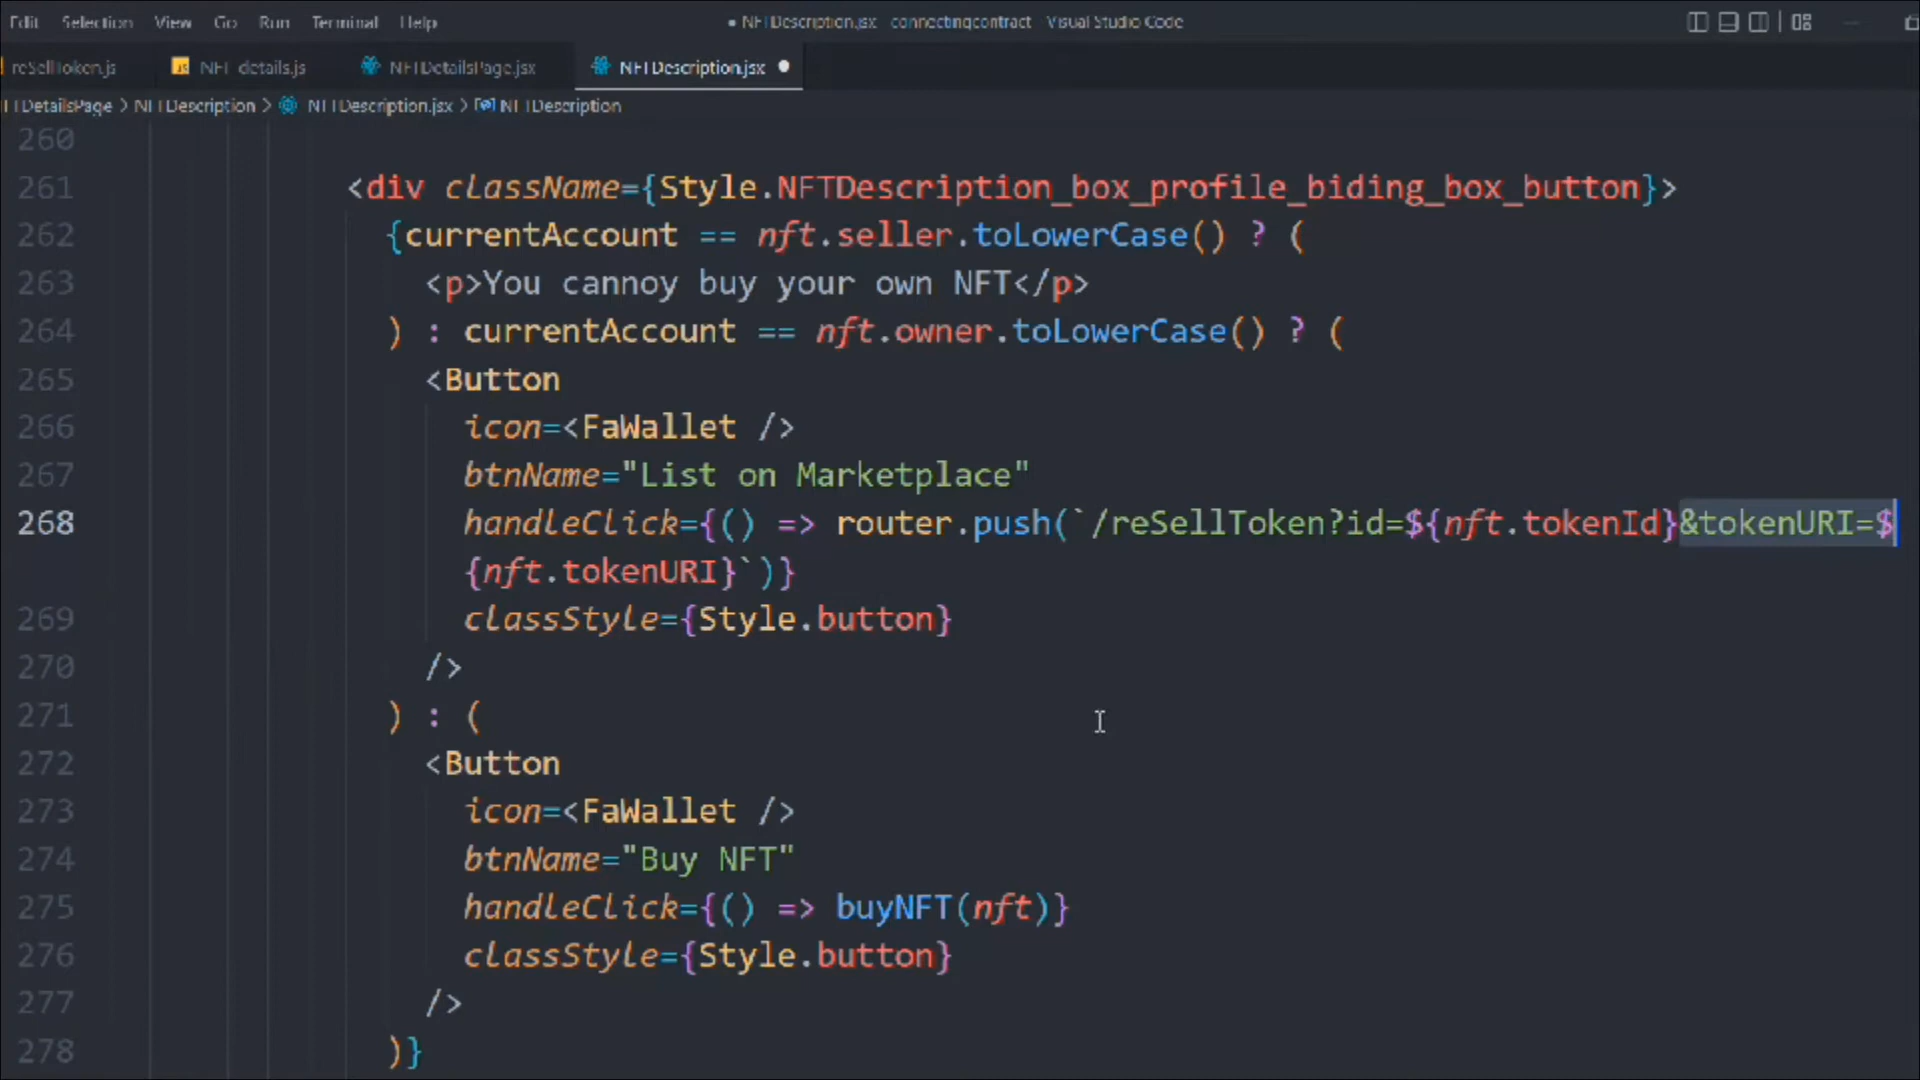 Edit Selection View Go Run Terminal Help
● NFTDescription.jsx connectingcontract Visual Studio Code
reSellToken.js NFT details.js NFTDetailsPage.jsx NFTDescription.jsx ●
TDetailsPage > NFTDescription > NFTDescription.jsx > NFTDescription
260
261 <div className={Style.NFTDescription_box_profile_biding_box_button}>
262 {currentAccount == nft.seller.toLowerCase() ? (
263 <p>You cannoy buy your own NFT</p>
264 ) : currentAccount == nft.owner.toLowerCase() ? (
265 <Button
266 icon=<FaWallet />
267 btnName="List on Marketplace"
268 handleClick={() => router.push(`/reSellToken?id=${nft.tokenId}&tokenURI=$
{nft.tokenURI}`)}
269 classStyle={Style.button}
270 />
271 ) : (
272 <Button
273 icon=<FaWallet />
274 btnName="Buy NFT"
275 handleClick={() => buyNFT(nft)}
276 classStyle={Style.button}
277 />
278 )}